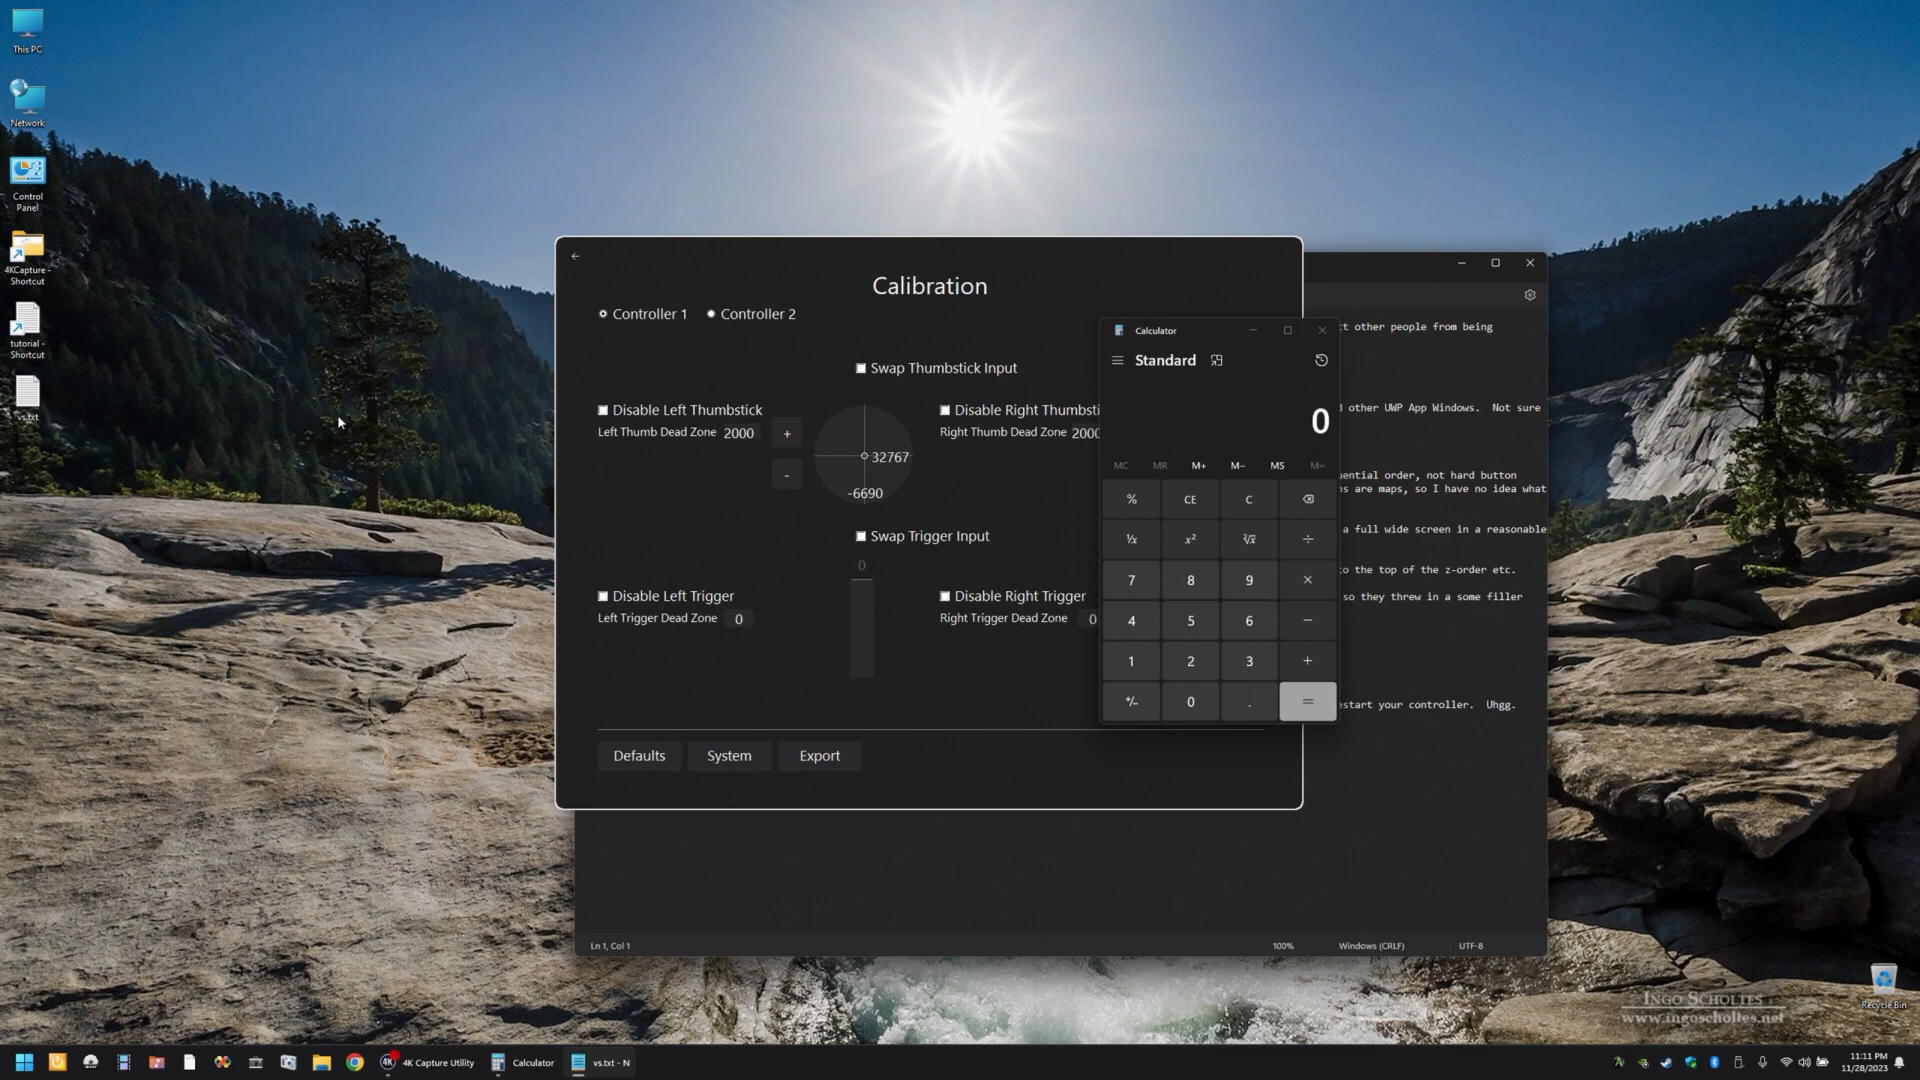 This PC
Network
Control
Panel
4KCapture -
Shortcut
tutorial -
Shortcut
vs.txt
Calibration
Controller 1
Controller 2
Swap Thumbstick Input
Disable Left Thumbstick
Left Thumb Dead Zone 2000
+
-
32767
-6690
Disable Right Thumbsti
Right Thumb Dead Zone 2000
Swap Trigger Input
0
Disable Left Trigger
Left Trigger Dead Zone 0
Disable Right Trigger
Right Trigger Dead Zone 0
Defaults
System
Export
Calculator
Standard
0
MC MR M+ M− MS M
% CE C
⅟x x² ²√x ÷
7 8 9 ×
4 5 6 −
1 2 3 +
+/− 0 . =
t other people from being
other UWP App Windows. Not sure
ential order, not hard button
s are maps, so I have no idea what
a full wide screen in a reasonable
o the top of the z-order etc.
so they threw in a some filler
estart your controller. Uhgg.
Ln 1, Col 1
100%
Windows (CRLF)
UTF-8
Ingo Scholtes
www.ingoscholtes.net
Recycle Bin
4K
4K Capture Utility
Calculator
vs.txt - N
11:11 PM
11/28/2023